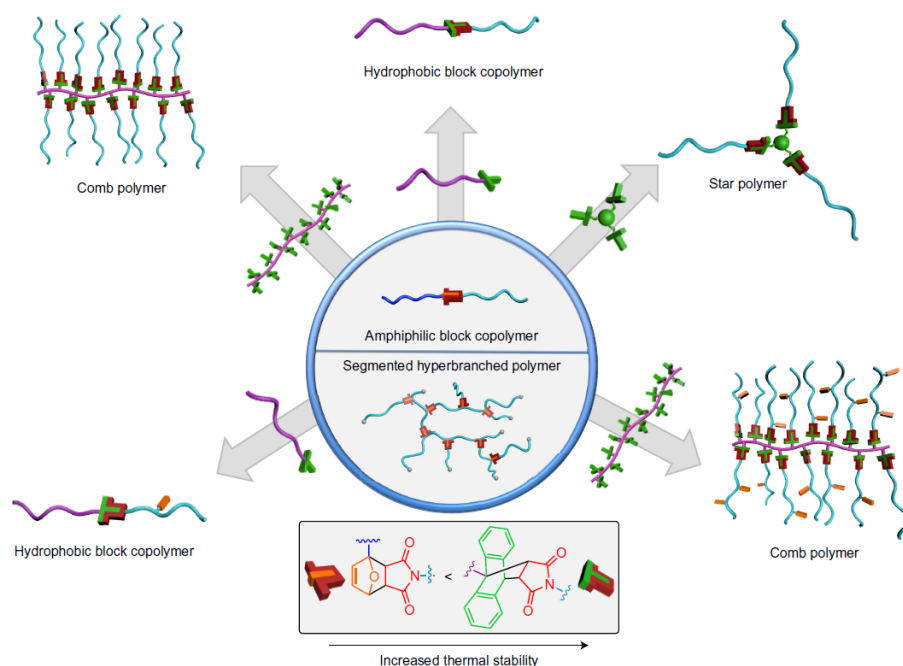 Hydrophobic block copolymer
Comb polymer
Star polymer
Amphiphilic block copolymer
Segmented hyperbranched polymer
Hydrophobic block copolymer
Comb polymer
O
O
N
O
<
O
N
O
Increased thermal stability